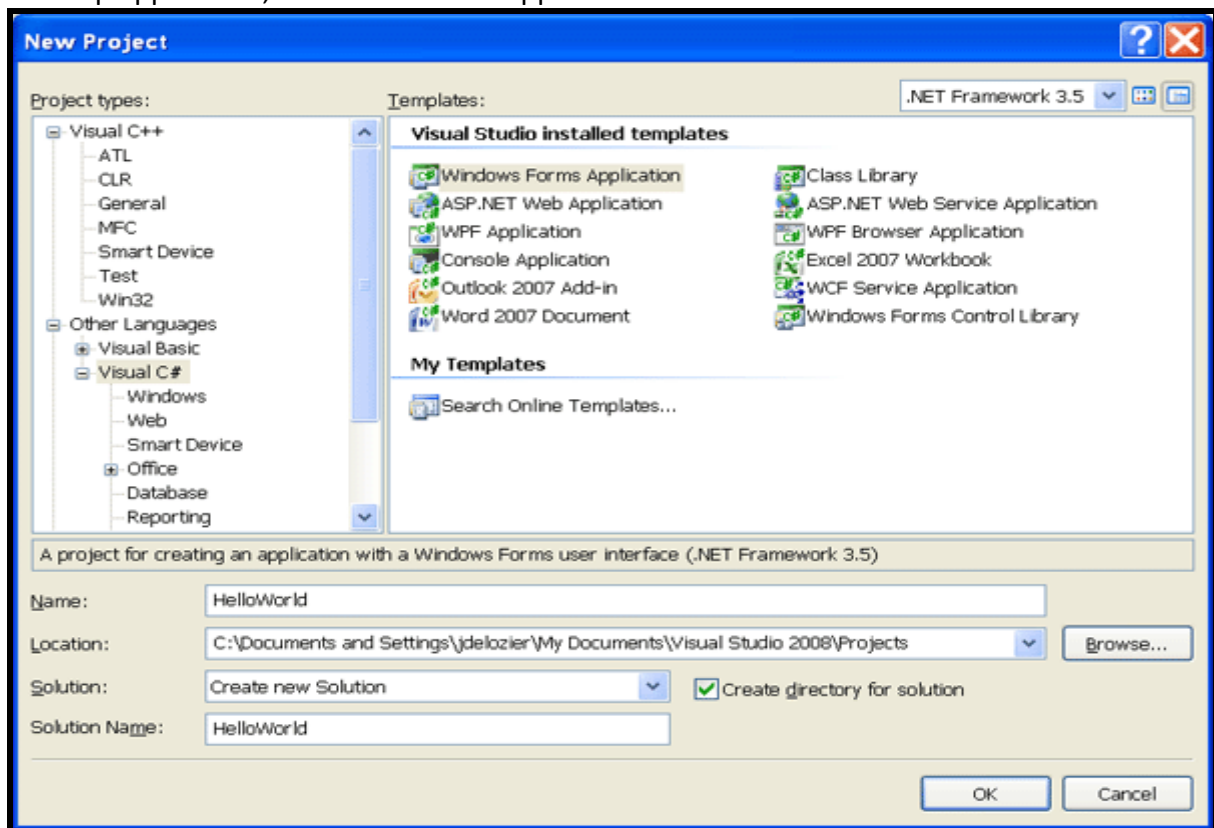 New Project
Project types:
Templates:
.NET Framework 3.5
Visual C++
ATL
CLR
General
MFC
Smart Device
Test
Win32
Other Languages
Visual Basic
Visual C#
Windows
Web
Smart Device
Office
Database
Reporting
Visual Studio installed templates
Windows Forms Application
Class Library
ASP.NET Web Application
ASP.NET Web Service Application
WPF Application
WPF Browser Application
Console Application
Excel 2007 Workbook
Outlook 2007 Add-in
WCF Service Application
Word 2007 Document
Windows Forms Control Library
My Templates
Search Online Templates...
A project for creating an application with a Windows Forms user interface (.NET Framework 3.5)
Name:
HelloWorld
Location:
C:\Documents and Settings\jdelozier\My Documents\Visual Studio 2008\Projects
Browse...
Solution:
Create new Solution
Create directory for solution
Solution Name:
HelloWorld
OK
Cancel